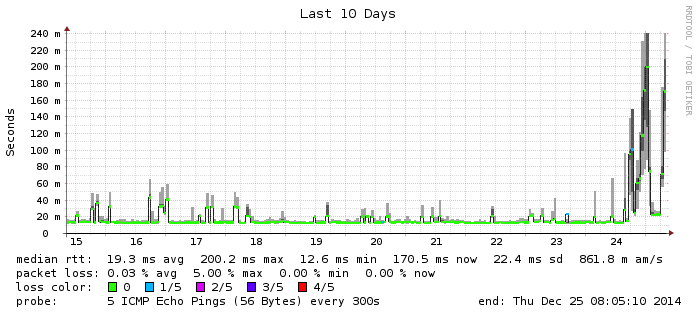 Last 10 Days
RRDTOOL / TOBI OETIKER
Seconds
240 m
200 m
180 m
160 m
140 m
120 m
100 m
80 m
60 m
40 m
20 m
0
15 16 17 18 19 20 21 22 23 24
median rtt: 19.3 ms avg 200.2 ms max 12.6 ms min 170.5 ms now 22.4 ms sd 861.8 m am/s
packet loss: 0.03 % avg 5.00 % max 0.00 % min 0.00 % now
loss color: 0 1/5 2/5 3/5 4/5
probe: 5 ICMP Echo Pings (56 Bytes) every 300s end: Thu Dec 25 08:05:10 2014